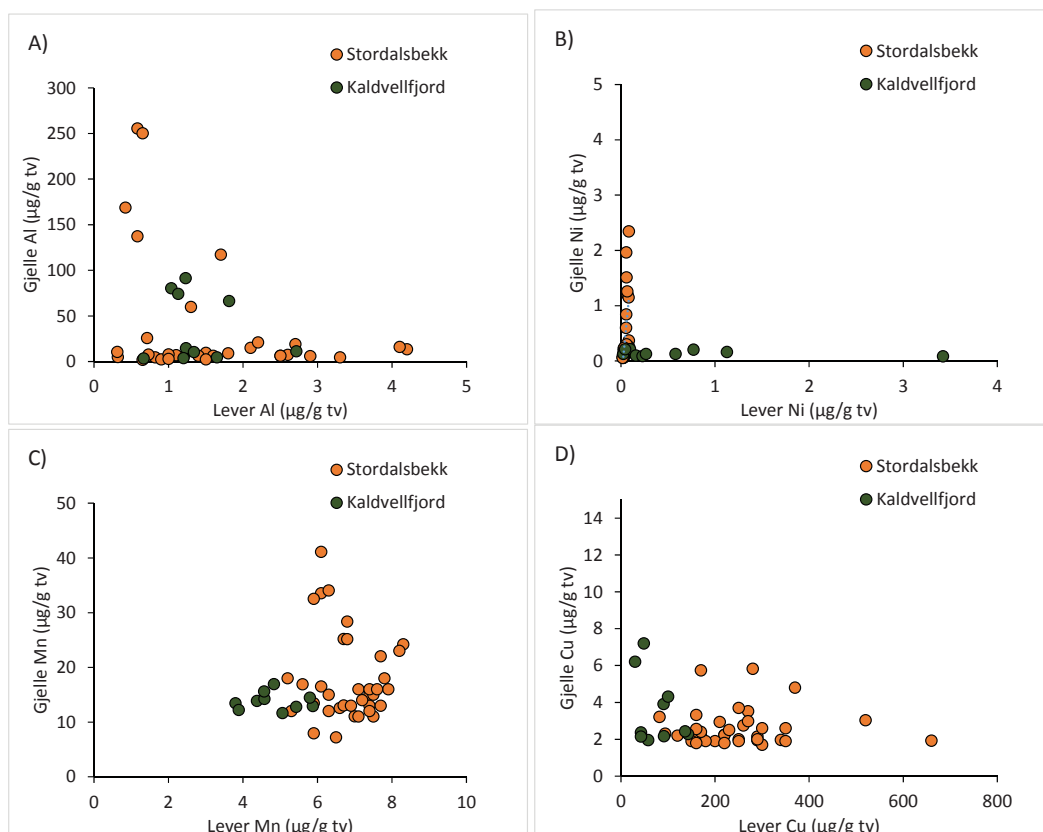 A)
Stordalsbekk
Kaldvellfjord
300
250
200
150
100
50
0
0 1 2 3 4 5
Gjelle Al (µg/g tv)
Lever Al (µg/g tv)
B)
Stordalsbekk
Kaldvellfjord
5
4
3
2
1
0
0 1 2 3 4
Gjelle Ni (µg/g tv)
Lever Ni (µg/g tv)
C)
Stordalsbekk
Kaldvellfjord
50
40
30
20
10
0
0 2 4 6 8 10
Gjelle Mn (µg/g tv)
Lever Mn (µg/g tv)
D)
Stordalsbekk
Kaldvellfjord
14
12
10
8
6
4
2
0
0 200 400 600 800
Gjelle Cu (µg/g tv)
Lever Cu (µg/g tv)